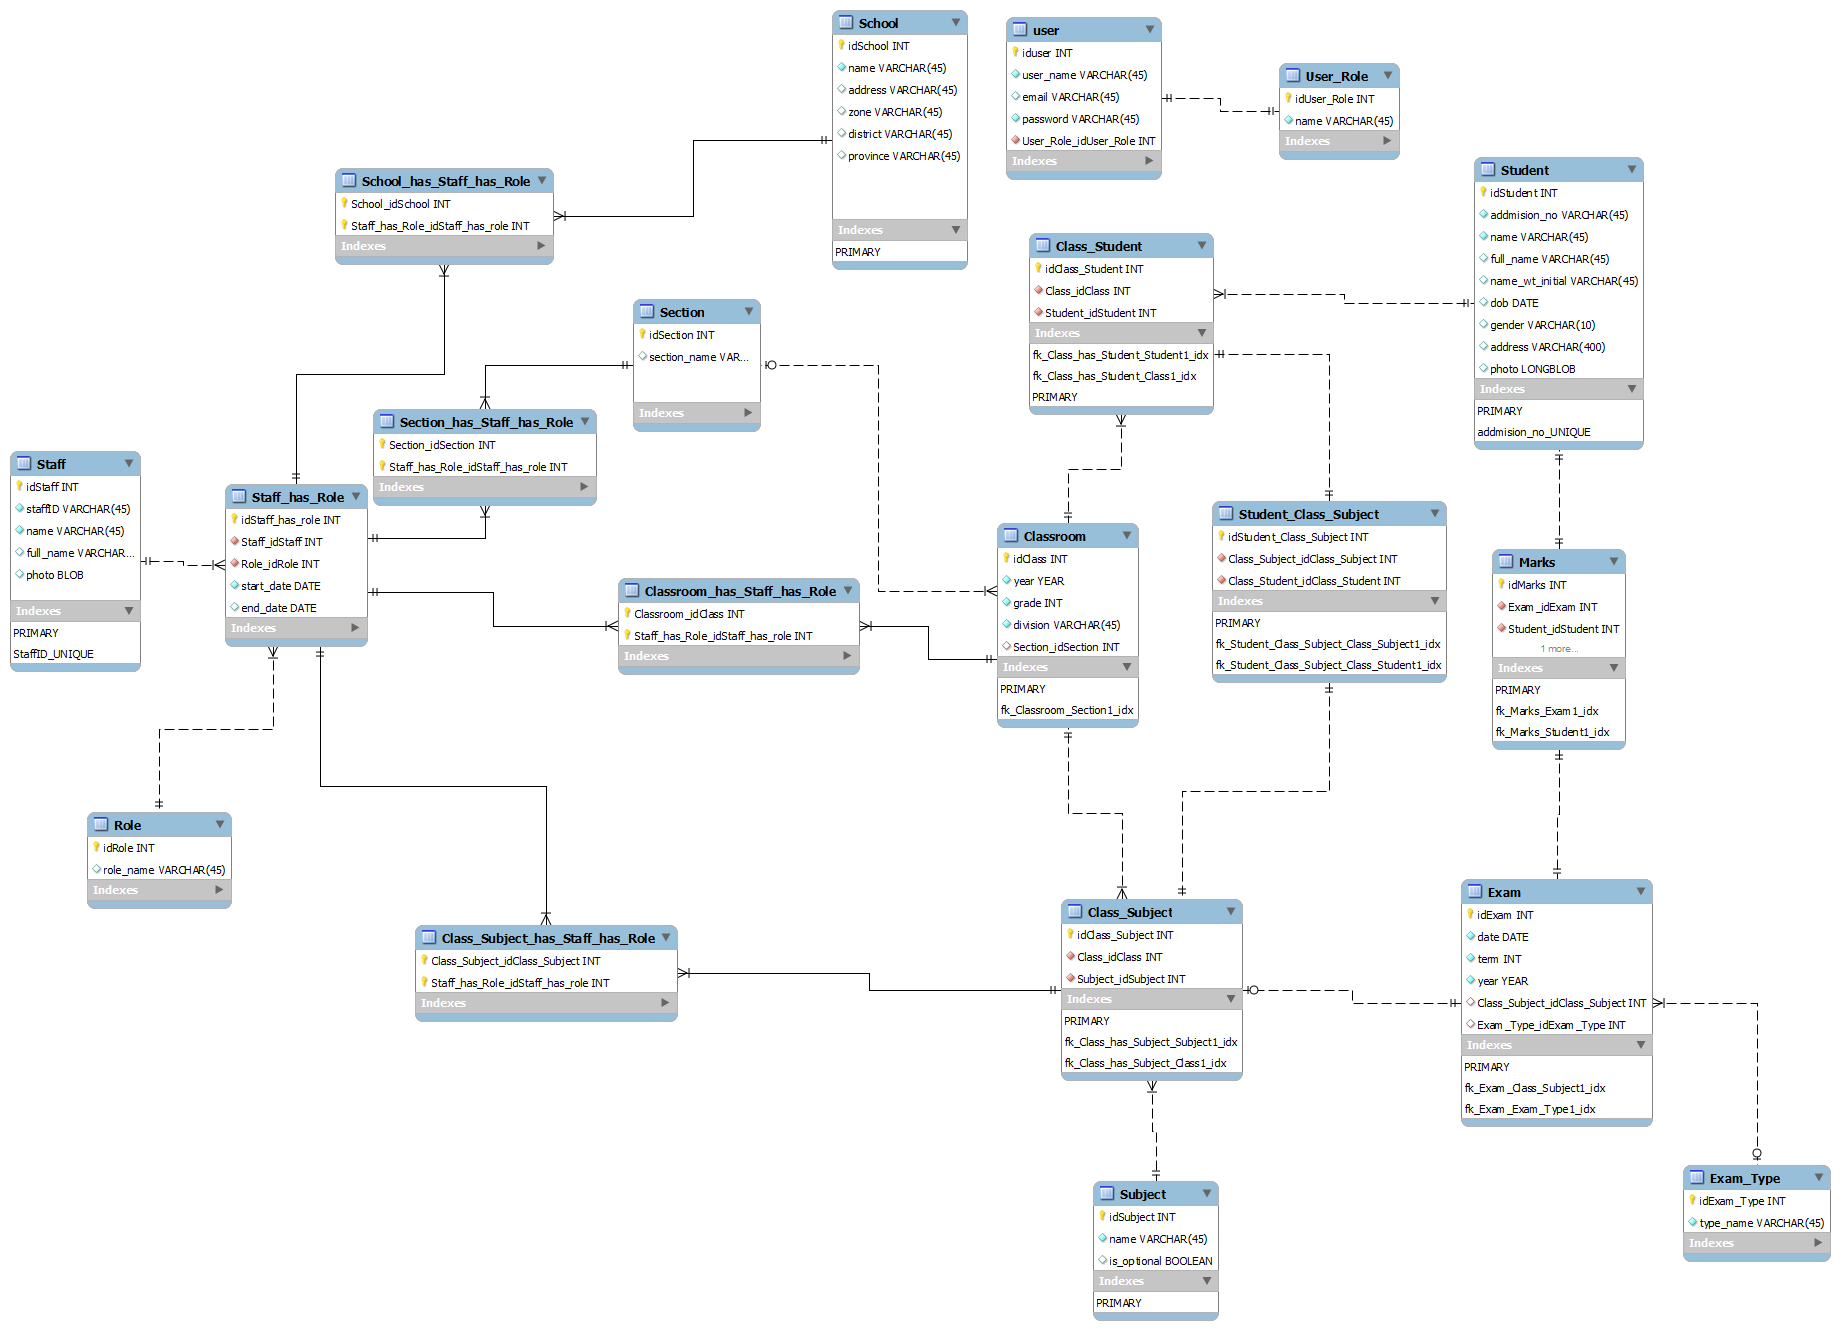 School
idSchool INT
name VARCHAR(45)
address VARCHAR(45)
zone VARCHAR(45)
district VARCHAR(45)
province VARCHAR(45)
Indexes
PRIMARY
user
iduser INT
user_name VARCHAR(45)
email VARCHAR(45)
password VARCHAR(45)
User_Role_idUser_Role INT
Indexes
User_Role
idUser_Role INT
name VARCHAR(45)
Indexes
School_has_Staff_has_Role
School_idSchool INT
Staff_has_Role_idStaff_has_role INT
Indexes
Student
idStudent INT
addmision_no VARCHAR(45)
name VARCHAR(45)
full_name VARCHAR(45)
name_wt_initial VARCHAR(45)
dob DATE
gender VARCHAR(10)
address VARCHAR(400)
photo LONGBLOB
Indexes
PRIMARY
addmision_no_UNIQUE
Class_Student
idClass_Student INT
Class_idClass INT
Student_idStudent INT
Indexes
fk_Class_has_Student_Student1_idx
fk_Class_has_Student_Class1_idx
PRIMARY
Section
idSection INT
section_name VAR...
Indexes
Section_has_Staff_has_Role
Section_idSection INT
Staff_has_Role_idStaff_has_role INT
Indexes
Staff
idStaff INT
staffID VARCHAR(45)
name VARCHAR(45)
full_name VARCHAR...
photo BLOB
Indexes
PRIMARY
StaffID_UNIQUE
Staff_has_Role
idStaff_has_role INT
Staff_idStaff INT
Role_idRole INT
start_date DATE
end_date DATE
Indexes
Classroom_has_Staff_has_Role
Classroom_idClass INT
Staff_has_Role_idStaff_has_role INT
Indexes
Classroom
idClass INT
year YEAR
grade INT
division VARCHAR(45)
Section_idSection INT
Indexes
PRIMARY
fk_Classroom_Section1_idx
Student_Class_Subject
idStudent_Class_Subject INT
Class_Subject_idClass_Subject INT
Class_Student_idClass_Student INT
Indexes
PRIMARY
fk_Student_Class_Subject_Class_Subject1_idx
fk_Student_Class_Subject_Class_Student1_idx
Marks
idMarks INT
Exam_idExam INT
Student_idStudent INT
1 more...
Indexes
PRIMARY
fk_Marks_Exam1_idx
fk_Marks_Student1_idx
Role
idRole INT
role_name VARCHAR(45)
Indexes
Class_Subject_has_Staff_has_Role
Class_Subject_idClass_Subject INT
Staff_has_Role_idStaff_has_role INT
Indexes
Class_Subject
idClass_Subject INT
Class_idClass INT
Subject_idSubject INT
Indexes
PRIMARY
fk_Class_has_Subject_Subject1_idx
fk_Class_has_Subject_Class1_idx
Exam
idExam INT
date DATE
term INT
year YEAR
Class_Subject_idClass_Subject INT
Exam_Type_idExam_Type INT
Indexes
PRIMARY
fk_Exam_Class_Subject1_idx
fk_Exam_Exam_Type1_idx
Exam_Type
idExam_Type INT
type_name VARCHAR(45)
Indexes
Subject
idSubject INT
name VARCHAR(45)
is_optional BOOLEAN
Indexes
PRIMARY